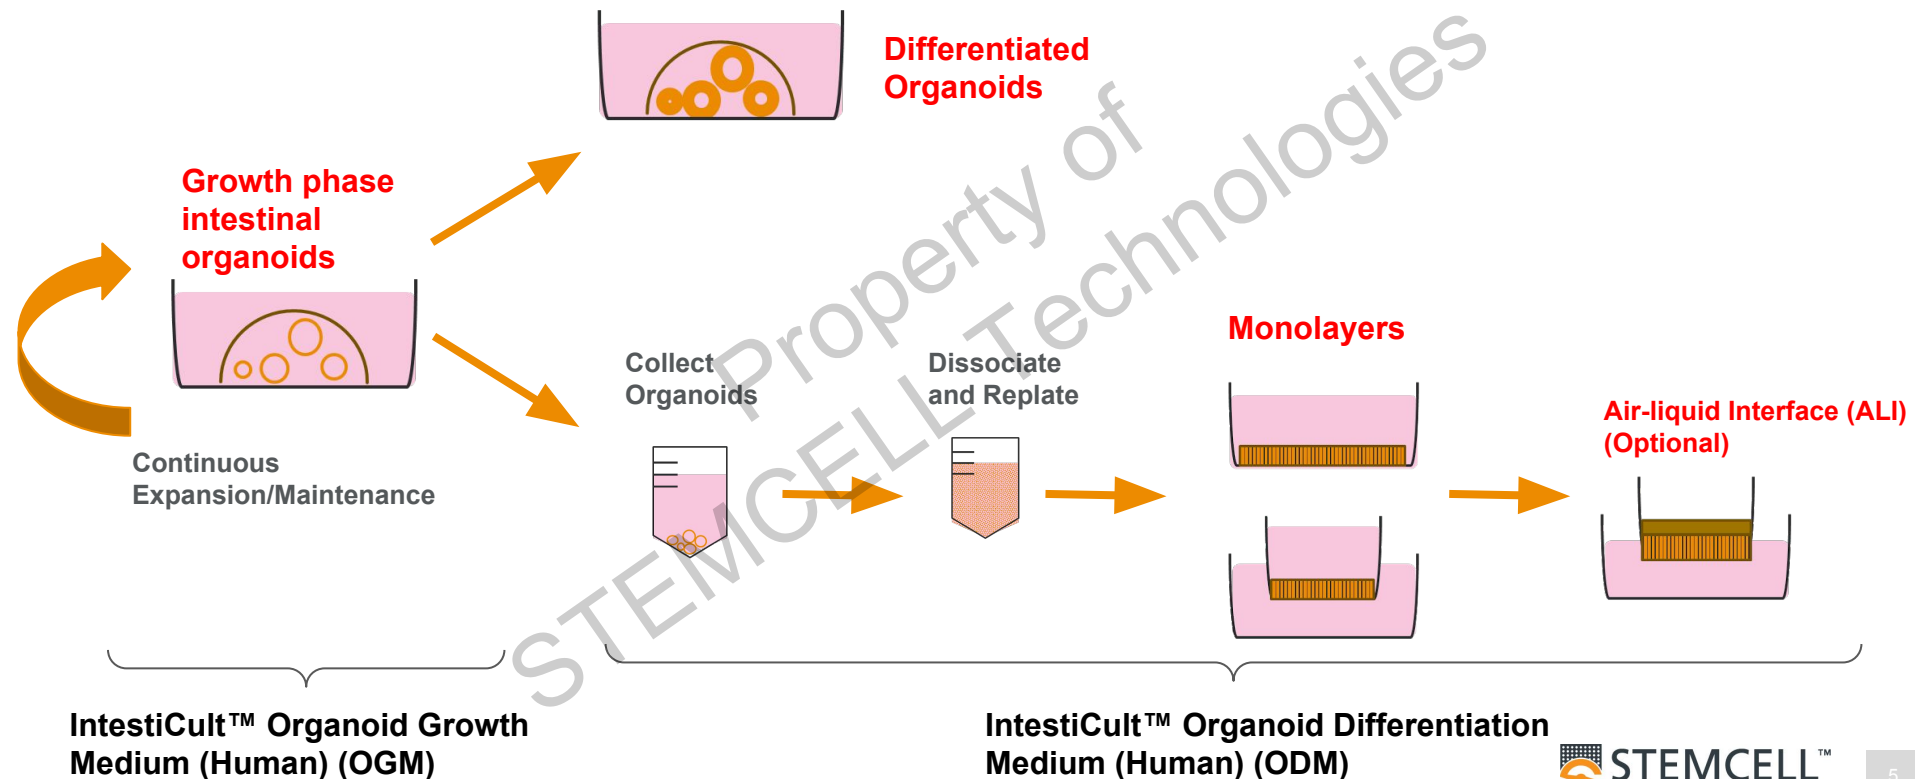 Differentiated
Organoids
Growth phase
intestinal
organoids
Continuous
Expansion/Maintenance
Collect
Organoids
Dissociate
and Replate
Monolayers
Air-liquid Interface (ALI)
(Optional)
Property of
STEMCELL Technologies
IntestiCult™ Organoid Growth
Medium (Human) (OGM)
IntestiCult™ Organoid Differentiation
Medium (Human) (ODM)
STEMCELL™
5